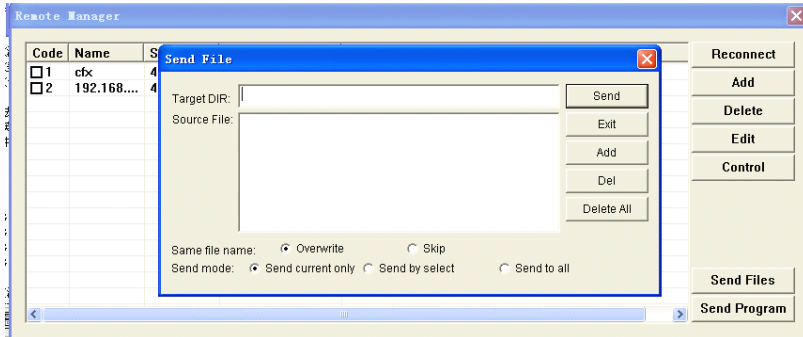 Remote Manager
Code Name S
1 cfx 4
2 192.168.... 4
Reconnect
Add
Delete
Edit
Control
Send Files
Send Program
Send File
Target DIR:
Source File:
Send
Exit
Add
Del
Delete All
Same file name: Overwrite Skip
Send mode: Send current only Send by select Send to all